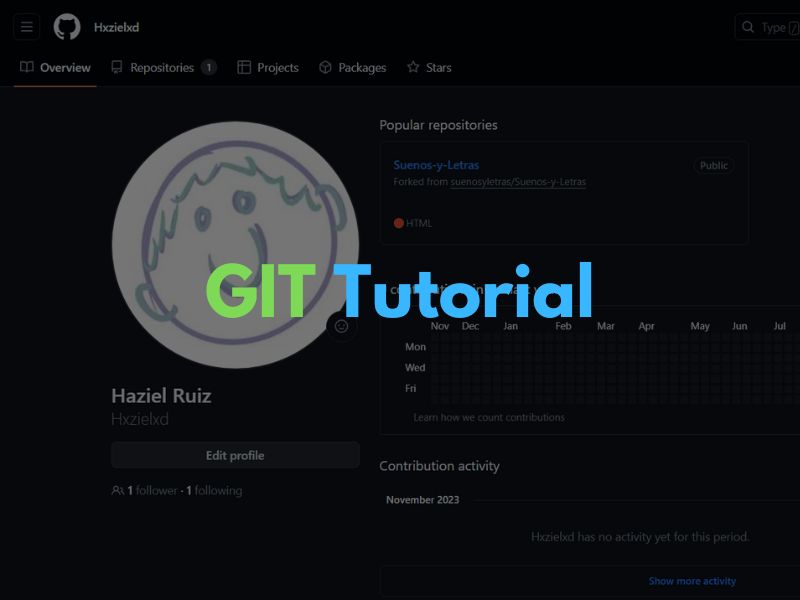 Hxzielxd
Type /
Overview Repositories 1 Projects Packages Stars
Popular repositories
Suenos-y-Letras Public
Forked from suenosyletras/Suenos-y-Letras
HTML
GIT Tutorial
Nov Dec Jan Feb Mar Apr May Jun Jul
Mon
Wed
Fri
Learn how we count contributions
Haziel Ruiz
Hxzielxd
Edit profile
1 follower · 1 following
Contribution activity
November 2023
Hxzielxd has no activity yet for this period.
Show more activity